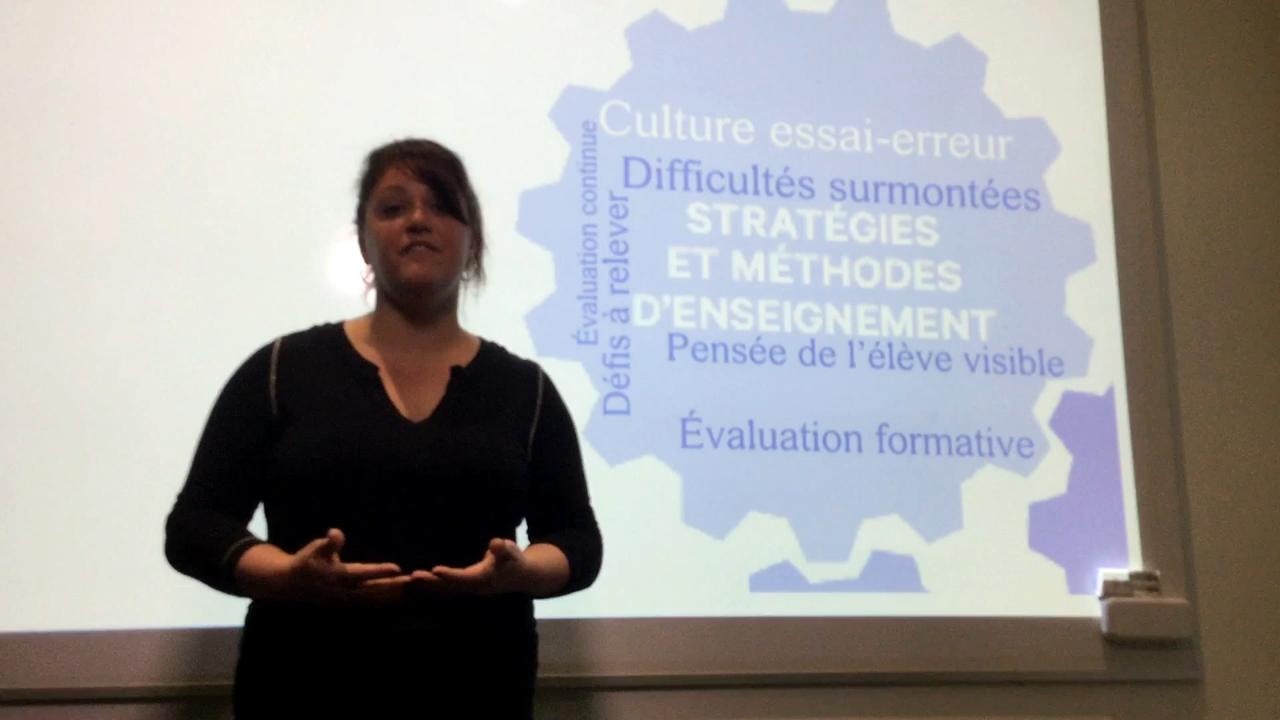 Culture essai-erreur
Difficultés surmontées
STRATÉGIES
ET MÉTHODES
D'ENSEIGNEMENT
Pensée de l'élève visible
Évaluation formative
Évaluation continue
Défis à relever